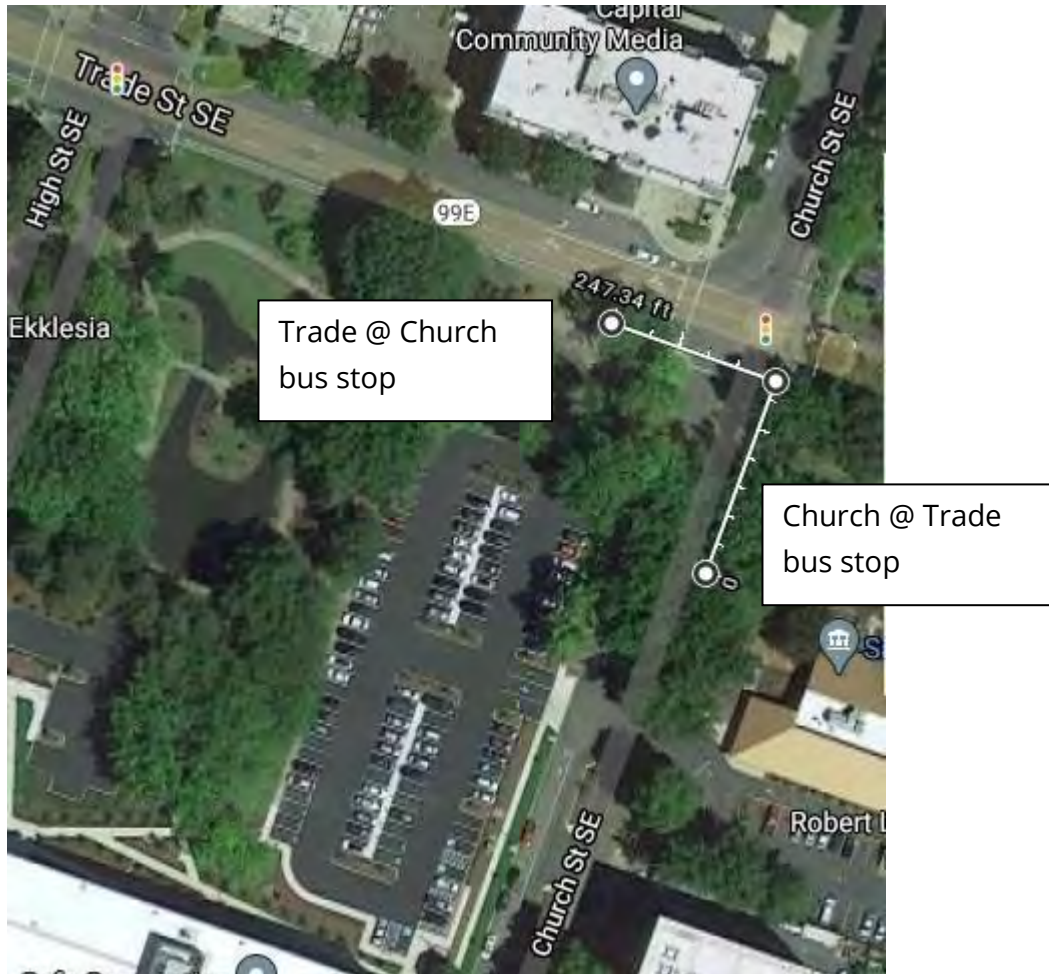 Capital
Community Media
Trade St SE
High St SE
Church St SE
99E
247.34 ft
Ekklesia
Trade @ Church
bus stop
Church @ Trade
bus stop
0
S
Robert L
Church St SE